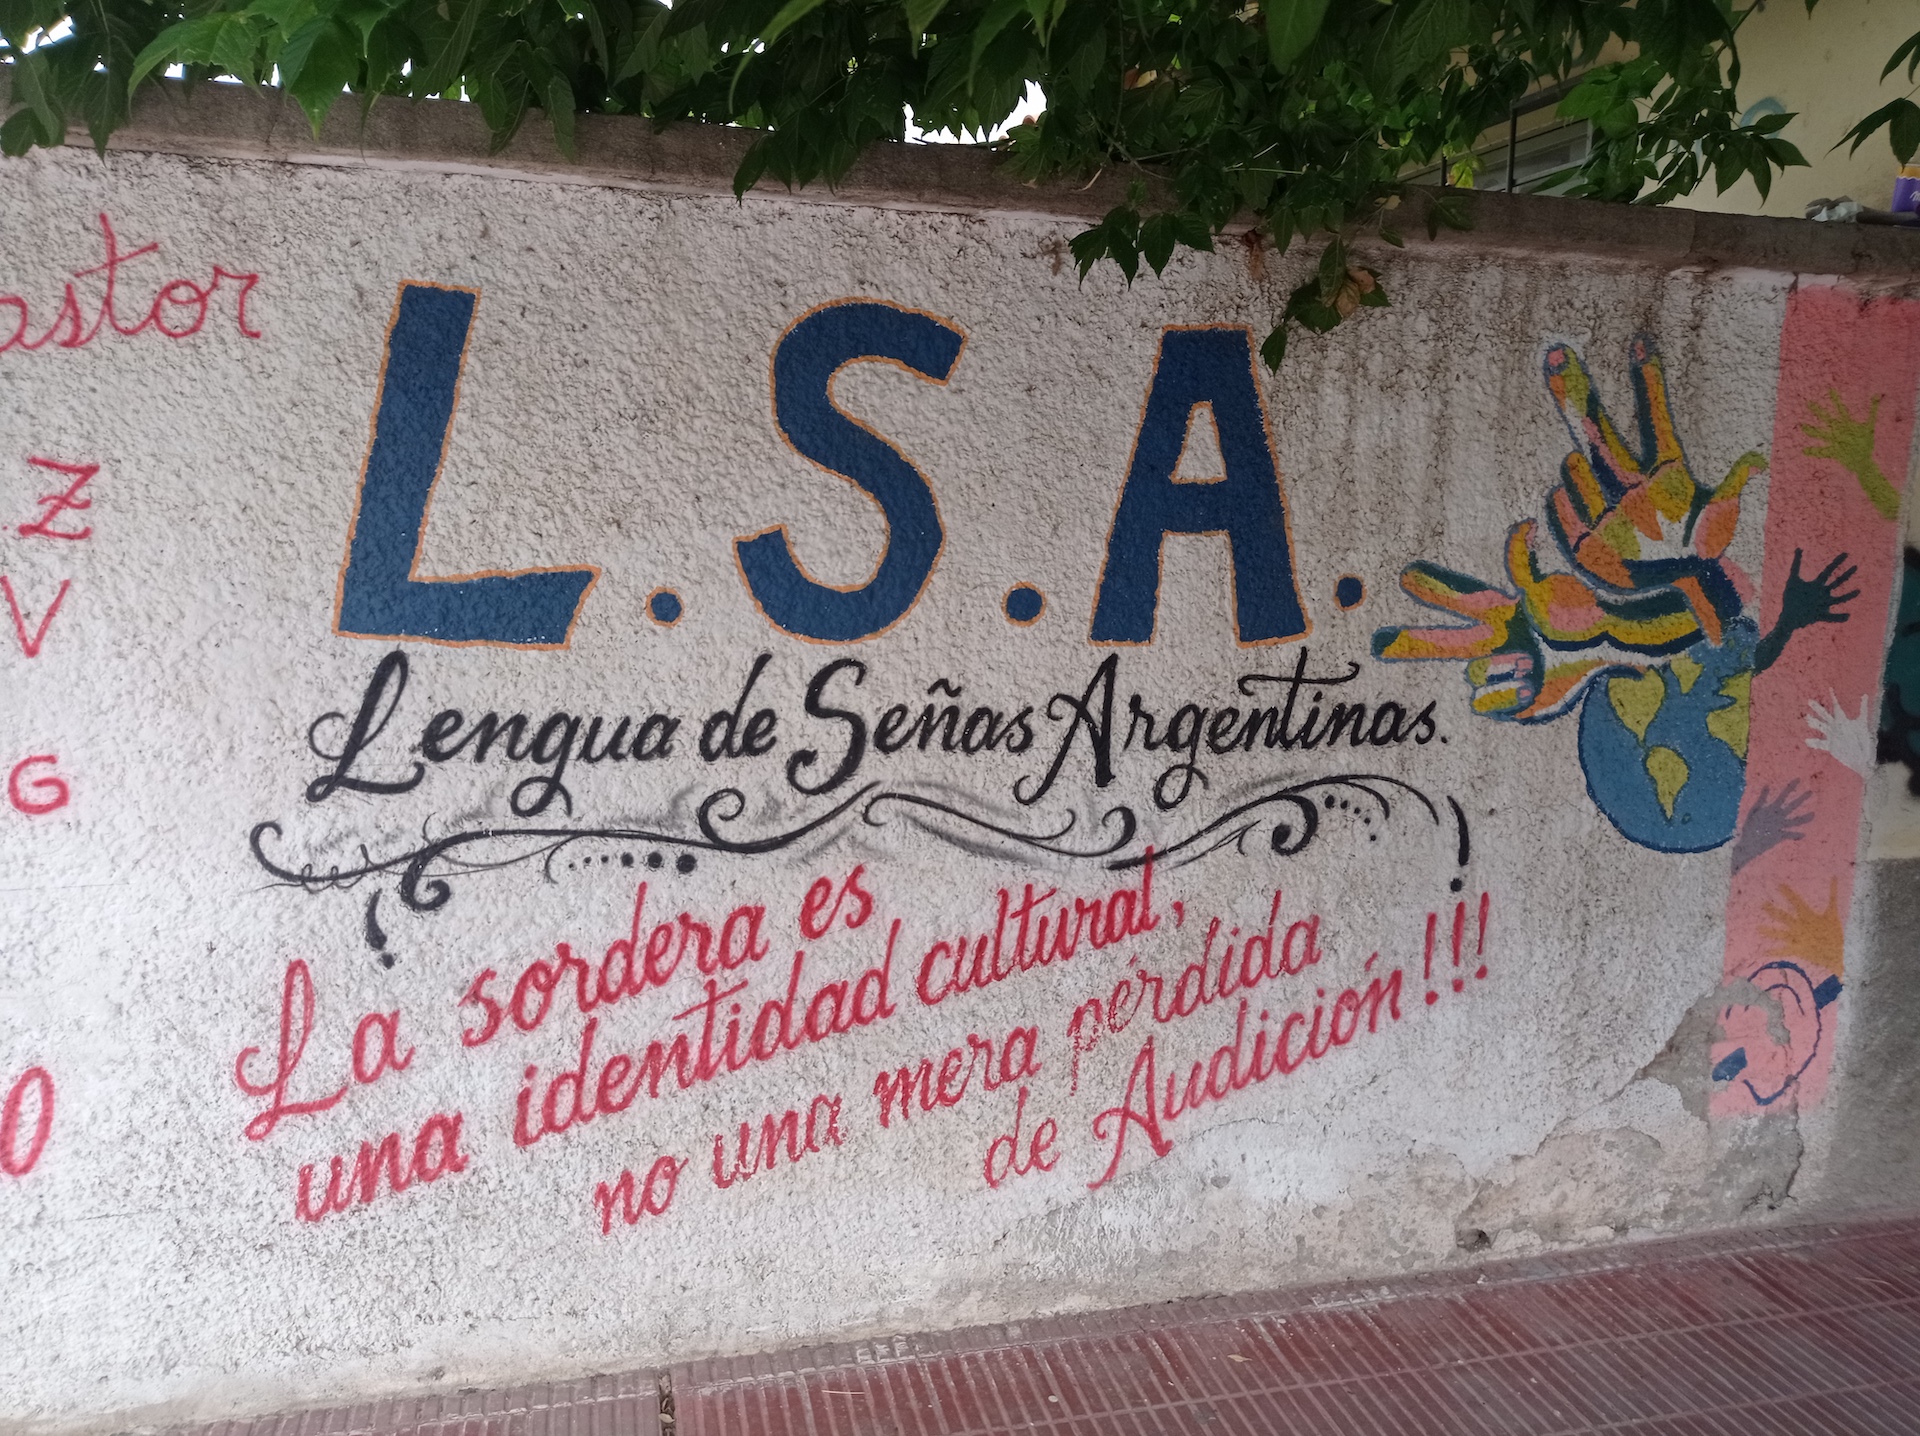 L.S.A.
Lengua de Señas Argentinas.
La sordera es
una identidad cultural,
no una mera pérdida
de Audición!!!
astor
Z
V
G
O